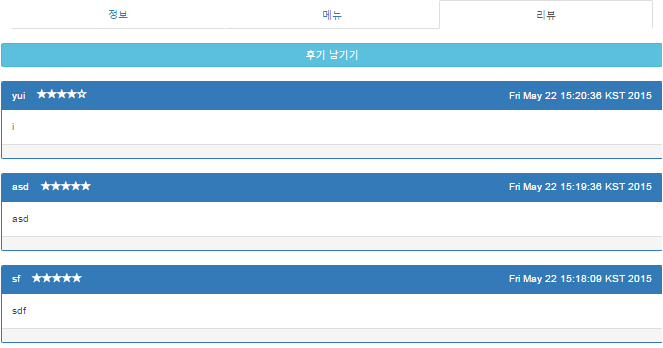 정보 메뉴 리뷰
후기 남기기
yui ★★★★☆ Fri May 22 15:20:36 KST 2015
i
asd ★★★★★ Fri May 22 15:19:36 KST 2015
asd
sf ★★★★★ Fri May 22 15:18:09 KST 2015
sdf